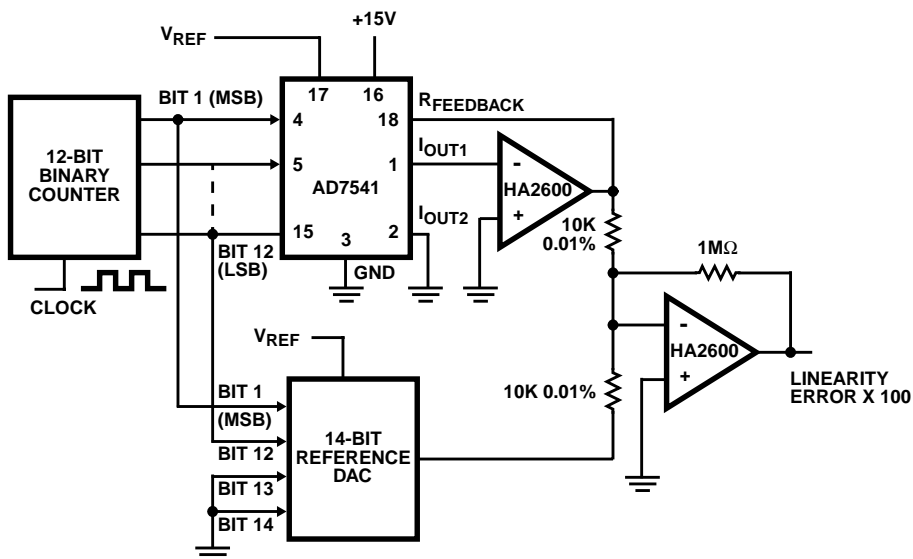 +15V
VREF
BIT 1 (MSB)
17
16
RFEEDBACK
4
18
12-BIT
BINARY
COUNTER
5
AD7541
1
IOUT1
-
HA2600
+
15
3
2
IOUT2
BIT 12
(LSB)
GND
CLOCK
10K
0.01%
1MΩ
-
HA2600
+
LINEARITY
ERROR X 100
VREF
10K 0.01%
BIT 1
(MSB)
BIT 12
BIT 13
BIT 14
14-BIT
REFERENCE
DAC